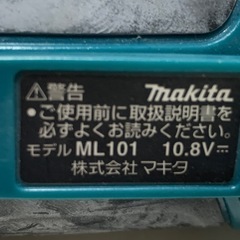 ⚠警告 makita
•ご使用前に取扱説明書を
必ずよくお読みください。
モデル ML101 10.8V⎓
株式会社 マキタ